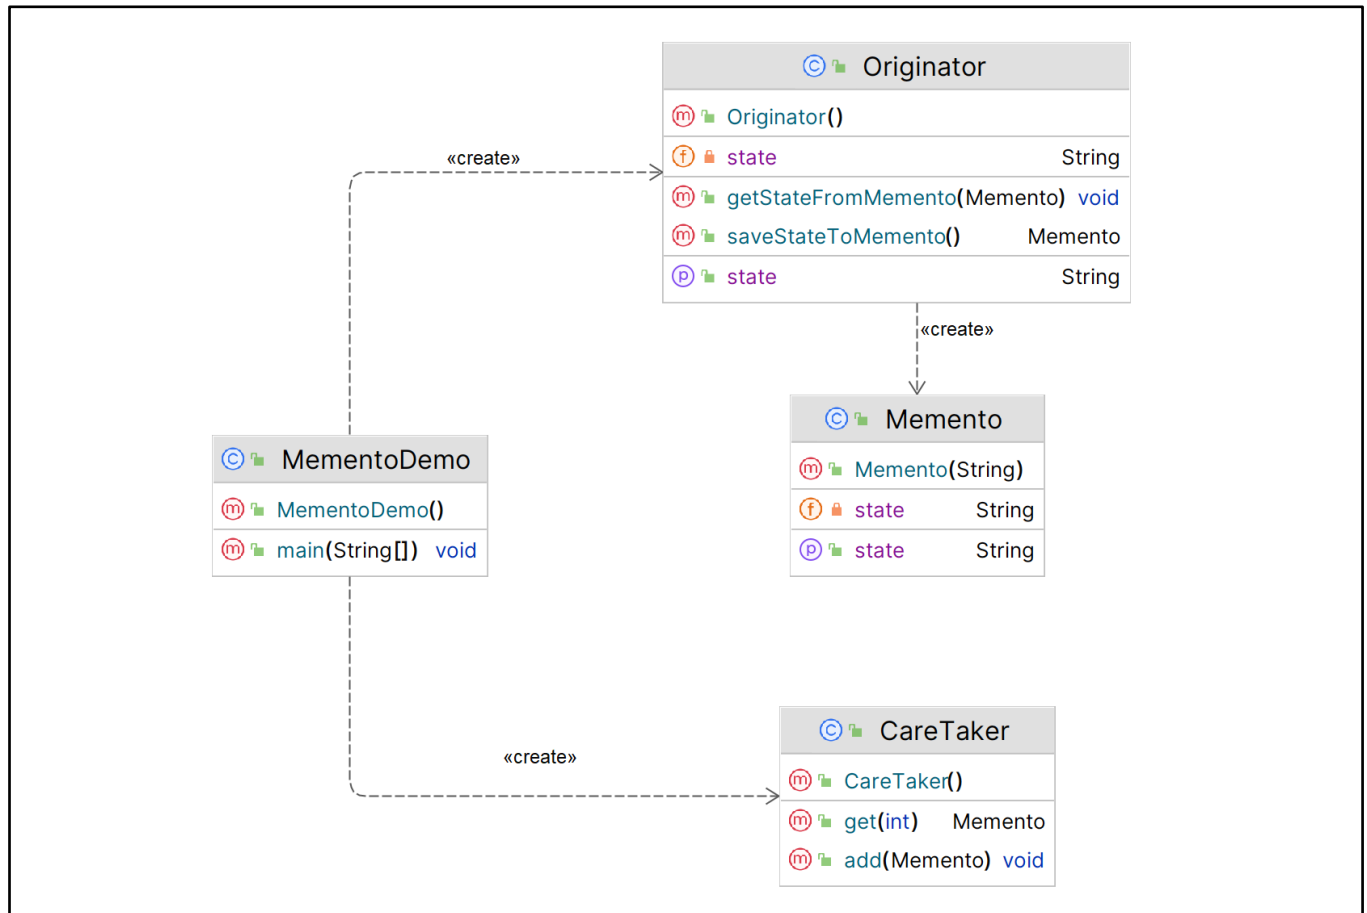 Originator
Originator()
state String
getStateFromMemento(Memento) void
saveStateToMemento() Memento
state String
«create»
«create»
Memento
Memento(String)
state String
state String
MementoDemo
MementoDemo()
main(String[]) void
«create»
CareTaker
CareTaker()
get(int) Memento
add(Memento) void